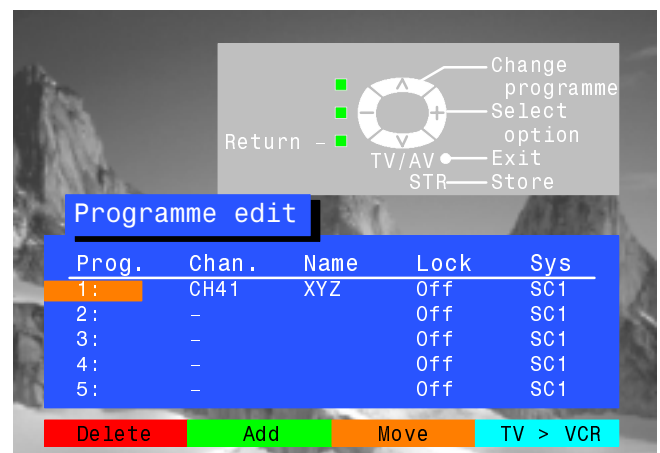 Change
programme
Select
option
Return –
TV/AV
Exit
STR
Store
Programme edit
Prog. Chan. Name Lock Sys
1: CH41 XYZ Off SC1
2: – Off SC1
3: – Off SC1
4: – Off SC1
5: – Off SC1
Delete Add Move TV > VCR